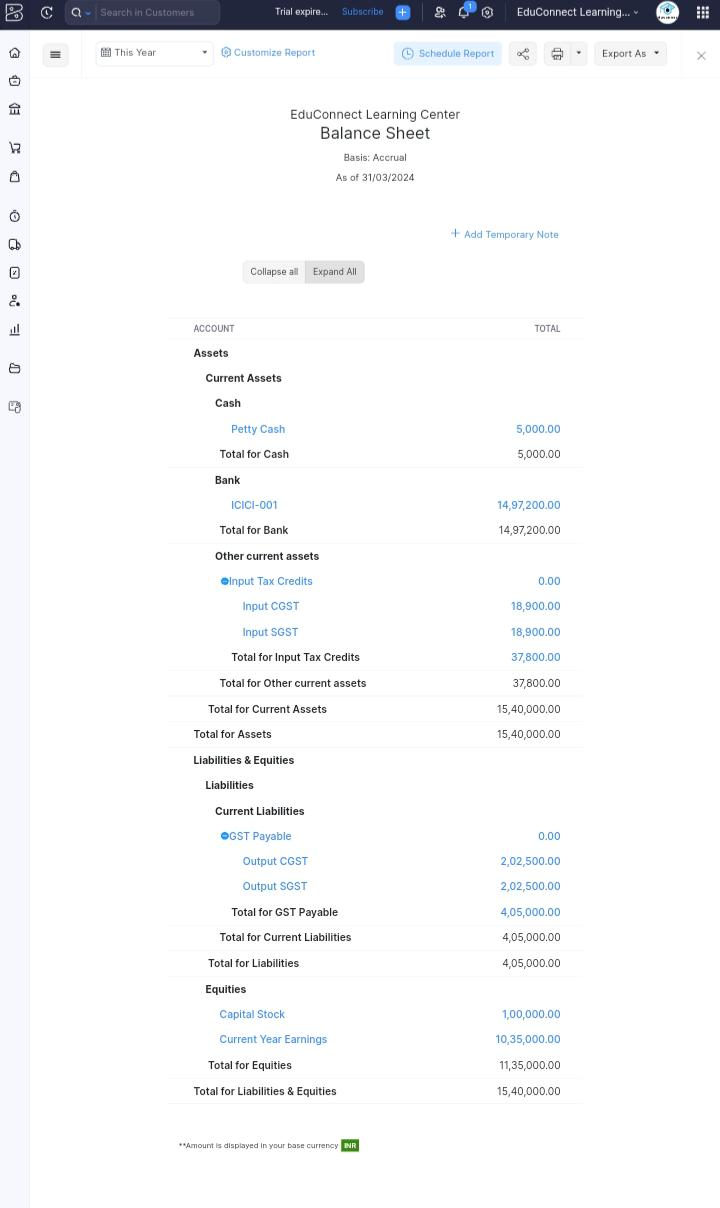 Search in Customers
Trial expire...
Subscribe
1
EduConnect Learning...
This Year
Customize Report
Schedule Report
Export As
EduConnect Learning Center
Balance Sheet
Basis: Accrual
As of 31/03/2024
Add Temporary Note
Collapse all
Expand All
ACCOUNT TOTAL
Assets
Current Assets
Cash
Petty Cash 5,000.00
Total for Cash 5,000.00
Bank
ICICI-001 14,97,200.00
Total for Bank 14,97,200.00
Other current assets
Input Tax Credits 0.00
Input CGST 18,900.00
Input SGST 18,900.00
Total for Input Tax Credits 37,800.00
Total for Other current assets 37,800.00
Total for Current Assets 15,40,000.00
Total for Assets 15,40,000.00
Liabilities & Equities
Liabilities
Current Liabilities
GST Payable 0.00
Output CGST 2,02,500.00
Output SGST 2,02,500.00
Total for GST Payable 4,05,000.00
Total for Current Liabilities 4,05,000.00
Total for Liabilities 4,05,000.00
Equities
Capital Stock 1,00,000.00
Current Year Earnings 10,35,000.00
Total for Equities 11,35,000.00
Total for Liabilities & Equities 15,40,000.00
**Amount is displayed in your base currency INR